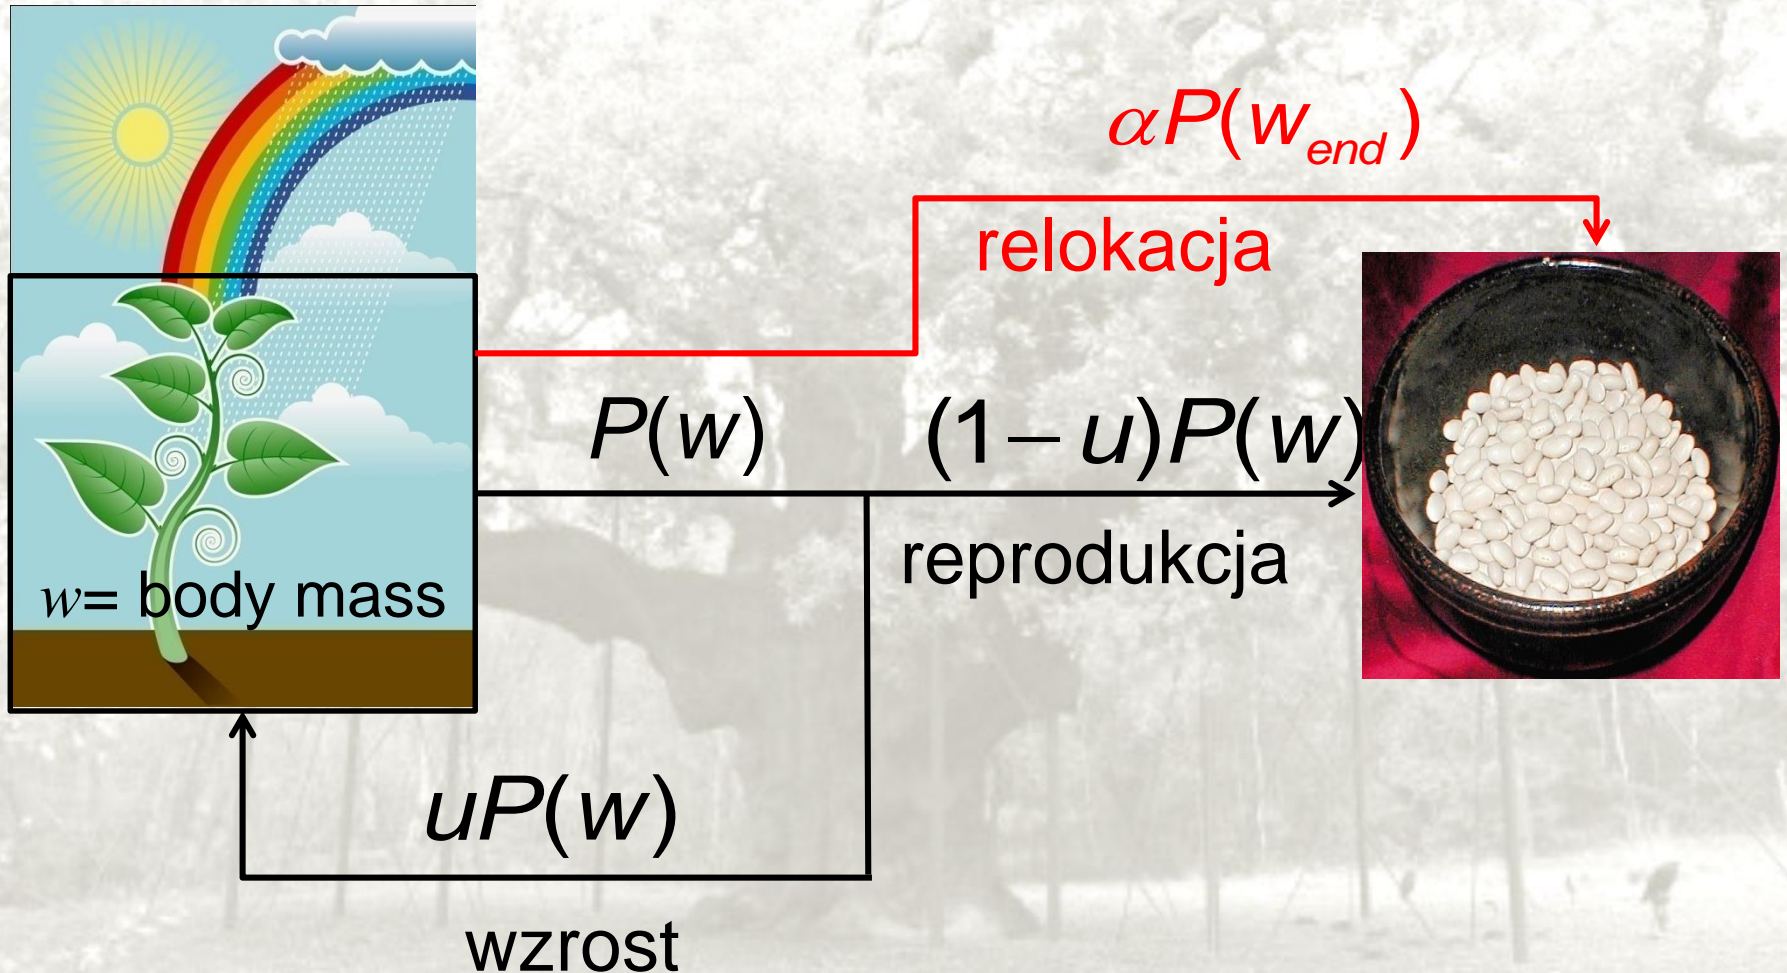 αP(w_end)
relokacja
P(w)
(1– u)P(w)
reprodukcja
w= body mass
uP(w)
wzrost